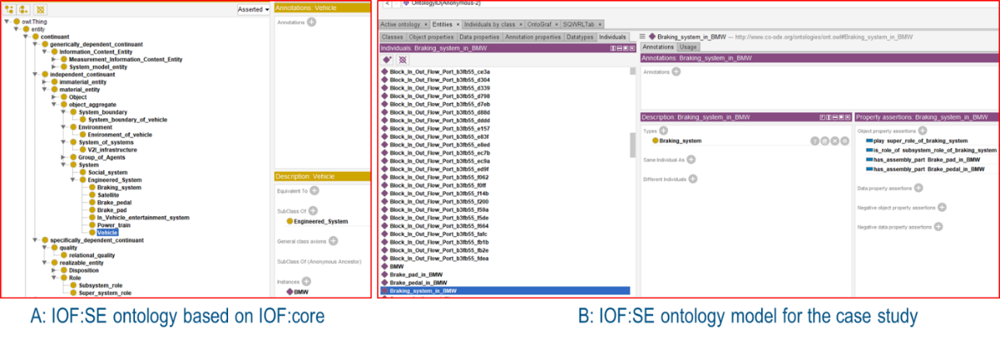 Asserted
owl:Thing
entity
continuant
generically_dependent_continuant
Information_Content_Entity
Measurement_Information_Content_Entity
System_model_entity
independent_continuant
immaterial_entity
material_entity
Object
object_aggregate
System_boundary
System_boundary_of_vehicle
Environment
Environment_of_vehicle
System_of_systems
V2I_infrastructure
Group_of_Agents
System
Social_system
Engineered_System
Braking_system
Satellite
Brake_pedal
Brake_pad
In_Vehicle_entertainment_system
Power_train
Vehicle
specifically_dependent_continuant
quality
relational_quality
realizable_entity
Disposition
Role
Subsystem_role
Super_system_role
Annotations: Vehicle
Annotations
Description: Vehicle
Equivalent To
SubClass Of
Engineered_System
General class axioms
SubClass Of (Anonymous Ancestor)
Instances
BMW
OntologyID(Anonymous-2)
Active ontology × Entities × Individuals by class × OntoGraf × SQWRLTab ×
Classes Object properties Data properties Annotation properties Datatypes Individuals
Individuals: Braking_system_in_BMW
Block_In_Out_Flow_Port_b3fb55_ce3a
Block_In_Out_Flow_Port_b3fb55_d304
Block_In_Out_Flow_Port_b3fb55_d339
Block_In_Out_Flow_Port_b3fb55_d798
Block_In_Out_Flow_Port_b3fb55_d7eb
Block_In_Out_Flow_Port_b3fb55_d88d
Block_In_Out_Flow_Port_b3fb55_dddd
Block_In_Out_Flow_Port_b3fb55_e157
Block_In_Out_Flow_Port_b3fb55_e83f
Block_In_Out_Flow_Port_b3fb55_e8ed
Block_In_Out_Flow_Port_b3fb55_ec7b
Block_In_Out_Flow_Port_b3fb55_ec9a
Block_In_Out_Flow_Port_b3fb55_ed9f
Block_In_Out_Flow_Port_b3fb55_f062
Block_In_Out_Flow_Port_b3fb55_f0ff
Block_In_Out_Flow_Port_b3fb55_f14b
Block_In_Out_Flow_Port_b3fb55_f200
Block_In_Out_Flow_Port_b3fb55_f59a
Block_In_Out_Flow_Port_b3fb55_f5de
Block_In_Out_Flow_Port_b3fb55_f664
Block_In_Out_Flow_Port_b3fb55_fafc
Block_In_Out_Flow_Port_b3fb55_fb1b
Block_In_Out_Flow_Port_b3fb55_fb2e
Block_In_Out_Flow_Port_b3fb55_fdea
BMW
Brake_pad_in_BMW
Brake_pedal_in_BMW
Braking_system_in_BMW
Braking_system_in_BMW — http://www.co-ode.org/ontologies/ont.owl#Braking_system_in_BMW
Annotations Usage
Annotations: Braking_system_in_BMW
Annotations
Description: Braking_system_in_BMW
Types
Braking_system
Same Individual As
Different Individuals
Property assertions: Braking_system_in_BMW
Object property assertions
play super_role_of_braking_system
is_role_of subsystem_role_of_braking_system
has_assembly_part Brake_pad_in_BMW
has_assembly_part Brake_pedal_in_BMW
Data property assertions
Negative object property assertions
Negative data property assertions
A: IOF:SE ontology based on IOF:core
B: IOF:SE ontology model for the case study